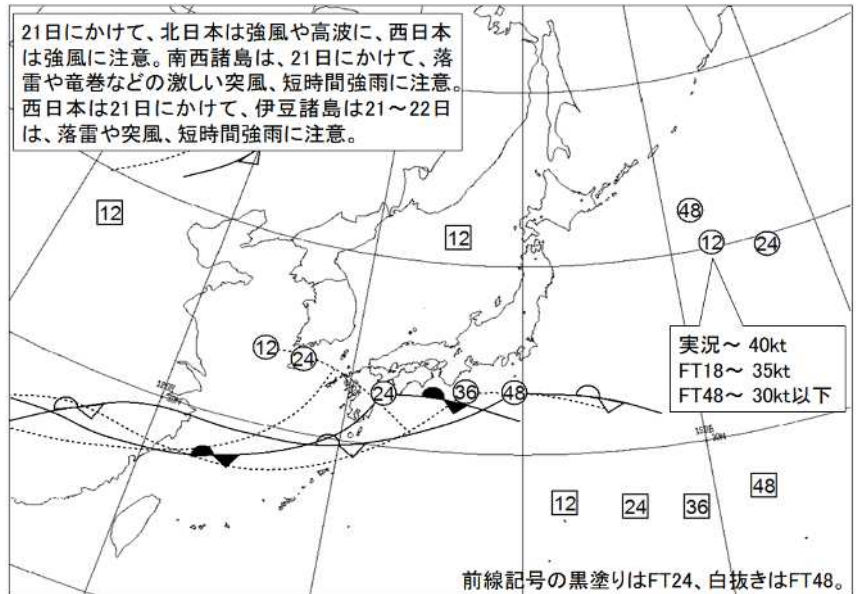 21日にかけて、北日本は強風や高波に、西日本
は強風に注意。南西諸島は、21日にかけて、落
雷や竜巻などの激しい突風、短時間強雨に注意。
西日本は21日にかけて、伊豆諸島は21～22日
は、落雷や突風、短時間強雨に注意。
12
12
48
12
24
実況～ 40kt
FT18～ 35kt
FT48～ 30kt以下
12
24
24
36
48
12
24
36
48
前線記号の黒塗りはFT24、白抜きはFT48。